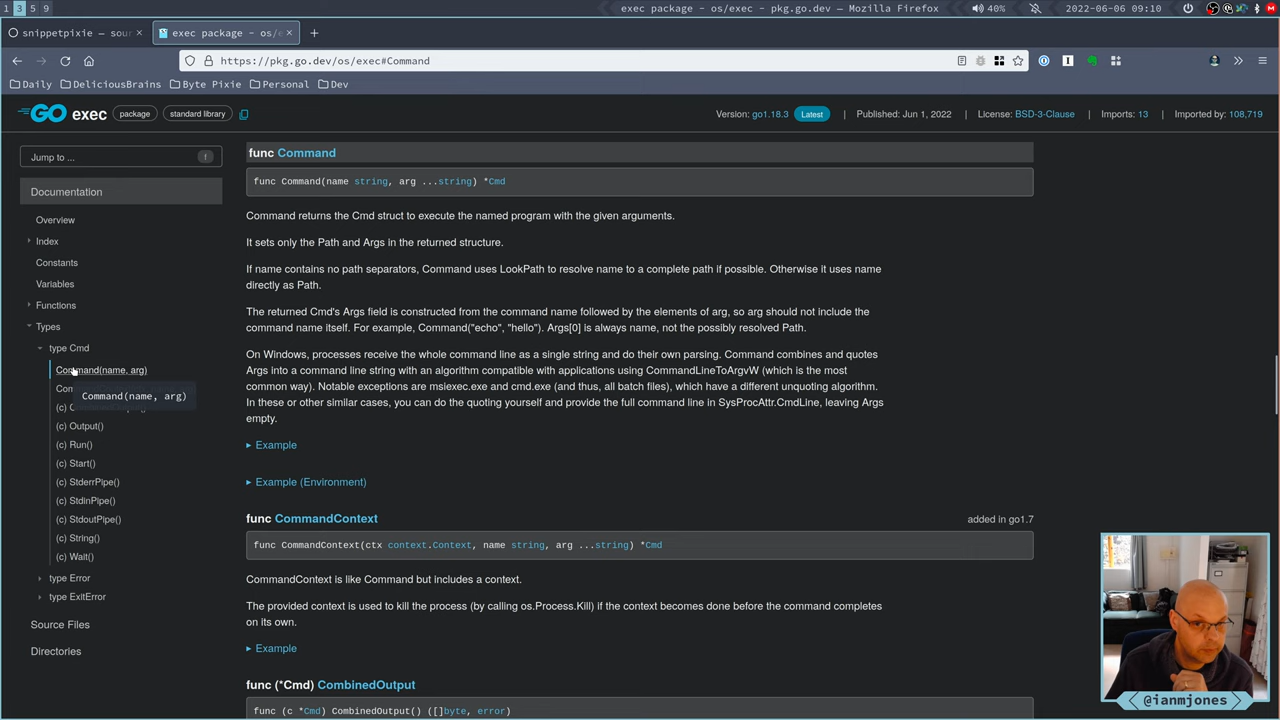 1 3 5 9
exec package - os/exec - pkg.go.dev — Mozilla Firefox
40%
2022-06-06 09:10
snippetpixie — sour
exec package - os/e
https://pkg.go.dev/os/exec#Command
Daily
DeliciousBrains
Byte Pixie
Personal
Dev
GO exec
package
standard library
Version: go1.18.3
Latest
Published: Jun 1, 2022
License: BSD-3-Clause
Imports: 13
Imported by: 108,719
Jump to ...
f
Documentation
Overview
Index
Constants
Variables
Functions
Types
type Cmd
Command(name, arg)
Com
Command(name, arg)
(c) Output()
(c) Run()
(c) Start()
(c) StderrPipe()
(c) StdinPipe()
(c) StdoutPipe()
(c) String()
(c) Wait()
type Error
type ExitError
Source Files
Directories
func Command
func Command(name string, arg ...string) *Cmd
Command returns the Cmd struct to execute the named program with the given arguments.
It sets only the Path and Args in the returned structure.
If name contains no path separators, Command uses LookPath to resolve name to a complete path if possible. Otherwise it uses name
directly as Path.
The returned Cmd's Args field is constructed from the command name followed by the elements of arg, so arg should not include the
command name itself. For example, Command("echo", "hello"). Args[0] is always name, not the possibly resolved Path.
On Windows, processes receive the whole command line as a single string and do their own parsing. Command combines and quotes
Args into a command line string with an algorithm compatible with applications using CommandLineToArgvW (which is the most
common way). Notable exceptions are msiexec.exe and cmd.exe (and thus, all batch files), which have a different unquoting algorithm.
In these or other similar cases, you can do the quoting yourself and provide the full command line in SysProcAttr.CmdLine, leaving Args
empty.
Example
Example (Environment)
func CommandContext
added in go1.7
func CommandContext(ctx context.Context, name string, arg ...string) *Cmd
CommandContext is like Command but includes a context.
The provided context is used to kill the process (by calling os.Process.Kill) if the context becomes done before the command completes
on its own.
Example
func (*Cmd) CombinedOutput
func (c *Cmd) CombinedOutput() ([]byte, error)
@ianmjones